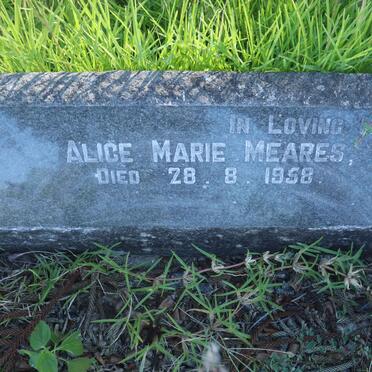 IN LOVING
ALICE MARIE MEARES,
DIED 28. 8. 1958.